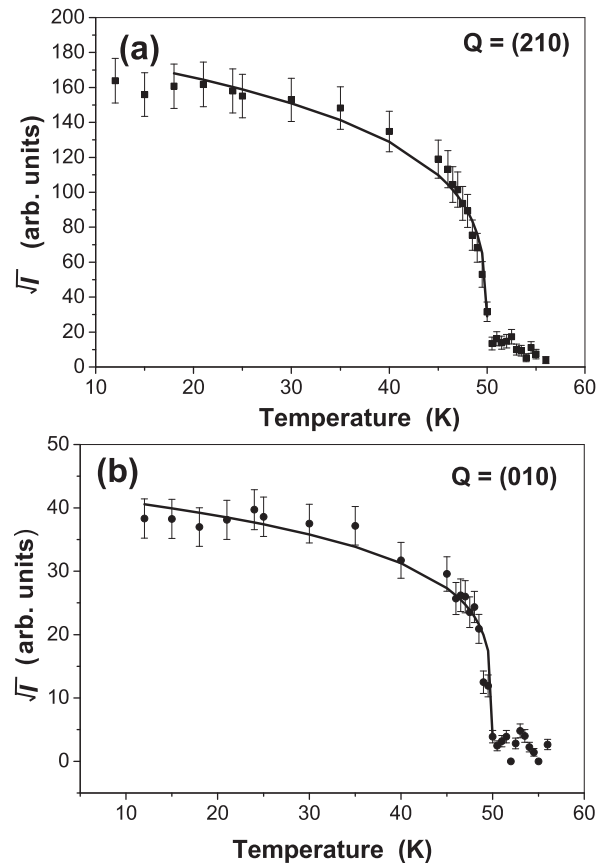 (a)
Q = (210)
200
180
160
140
120
100
80
60
40
20
0
√I (arb. units)
10 20 30 40 50 60
Temperature (K)
(b)
Q = (010)
50
40
30
20
10
0
√I (arb. units)
10 20 30 40 50 60
Temperature (K)